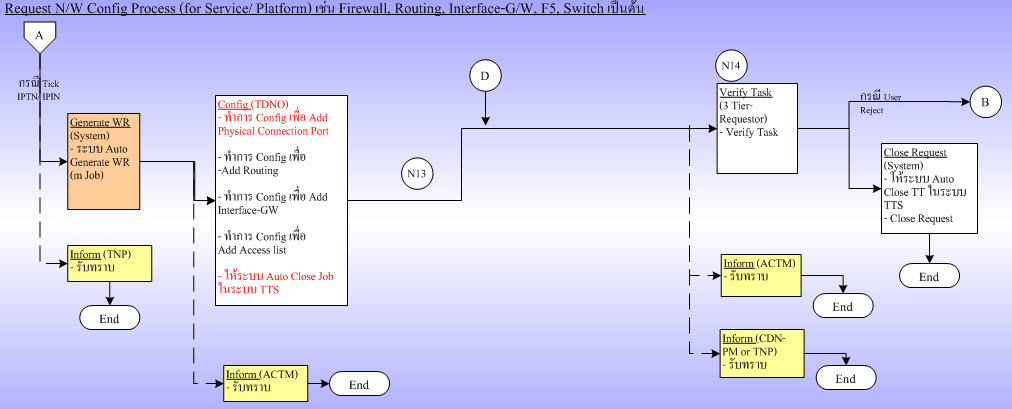 Request N/W Config Process (for Service/ Platform) เช่น Firewall, Routing, Interface-G/W, F5, Switch เป็นต้น
A
กรณี Tick
IPTN/ IPIN
Generate WR
(System)
- ระบบ Auto
Generate WR
(m Job)
Inform (TNP)
- รับทราบ
End
Config (TDNO)
- ทำการ Config เพื่อ Add
Physical Connection Port
- ทำการ Config เพื่อ
-Add Routing
- ทำการ Config เพื่อ Add
Interface-GW
- ทำการ Config เพื่อ
Add Access list
- ให้ระบบ Auto Close Job
ในระบบ TTS
Inform (ACTM)
- รับทราบ
End
N13
D
N14
Verify Task
(3 Tier-
Requestor)
- Verify Task
กรณี User
Reject
B
Close Request
(System)
- ให้ระบบ Auto
Close TT ในระบบ
TTS
- Close Request
End
Inform (ACTM)
- รับทราบ
End
Inform (CDN-
PM or TNP)
- รับทราบ
End